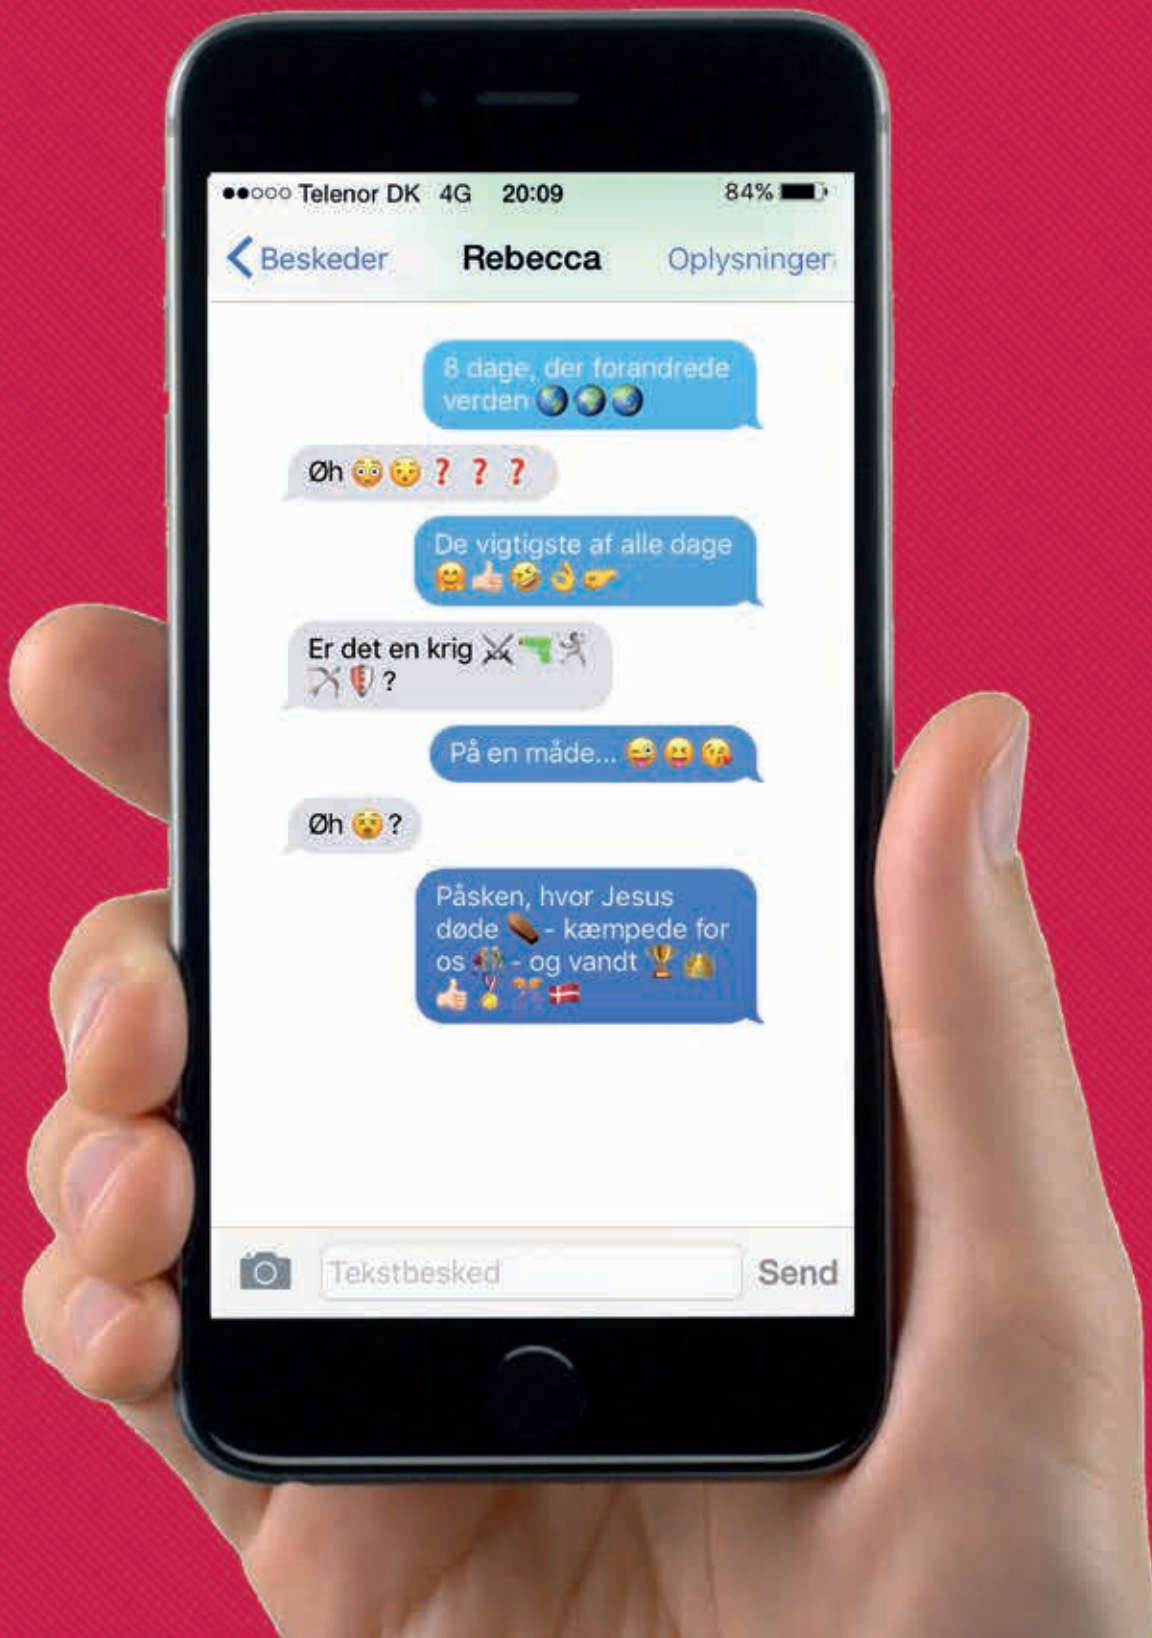 ●●○○○ Telenor DK 4G 20:09 84%
Beskeder Rebecca Oplysninger
8 dage, der forandrede
verden 🌎🌍🌏
Øh 😳😯❓❓❓
De vigtigste af alle dage
🤗👍🏻🤣👌🤛
Er det en krig ⚔🔫🤺
🏹🛡?
På en måde... 😜😝😘
Øh 😵?
Påsken, hvor Jesus
døde ⚰ - kæmpede for
os - og vandt 🏆
👍🏻🏅🇩🇰
Tekstbesked Send